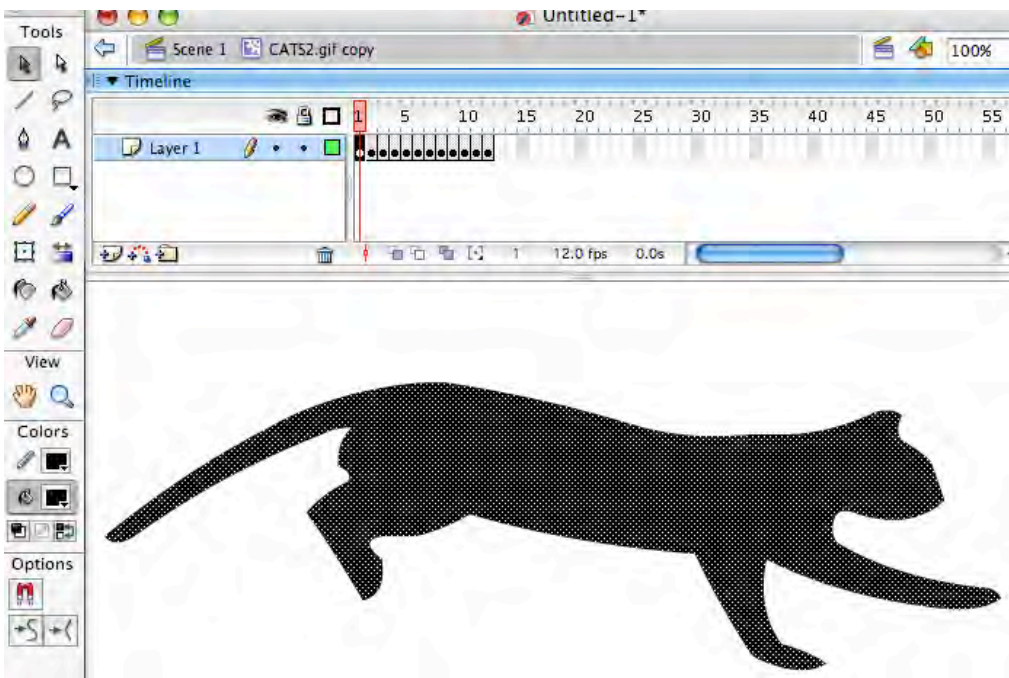 Untitled-1*
Tools
Scene 1 CATS2.gif copy 100%
Timeline
1 5 10 15 20 25 30 35 40 45 50 55
Layer 1
A
1 12.0 fps 0.0s
View
Colors
Options